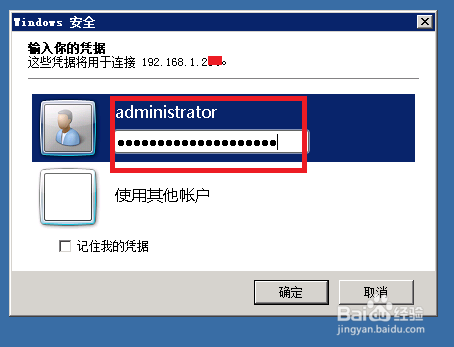 Windows 安全
输入你的凭据
这些凭据将用于连接 192.168.1.2
administrator
●●●●●●●●●●●●●●●●●●●●
使用其他帐户
记住我的凭据
确定
取消
Baidu 经验
jingyan.baidu.com